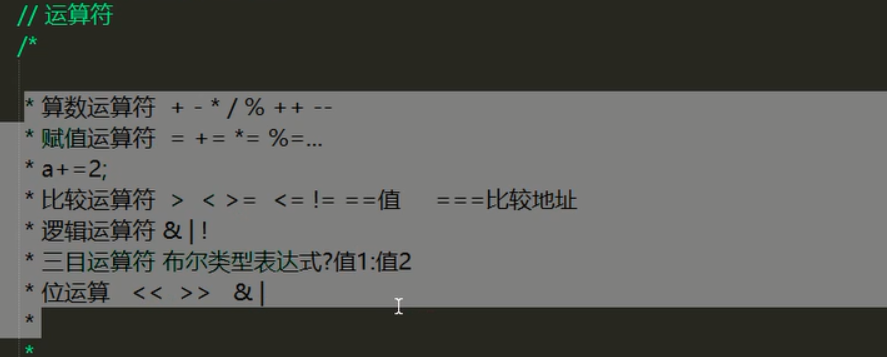 // 运算符
/*
* 算数运算符 + - * / % ++ --
* 赋值运算符 = += *= %=...
* a+=2;
* 比较运算符 > < >= <= != ==值 ===比较地址
* 逻辑运算符 & | !
* 三目运算符 布尔类型表达式?值1:值2
* 位运算 << >> & |
*
*